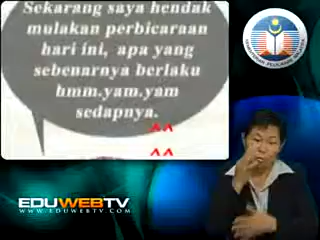 Sekarang saya hendak
mulakan perbicaraan
hari ini, apa yang
sebenarnya berlaku
hmm.yam.yam
sedapnya.
^^
^^
EDUWEBTV
WWW.EDUWEBTV.COM